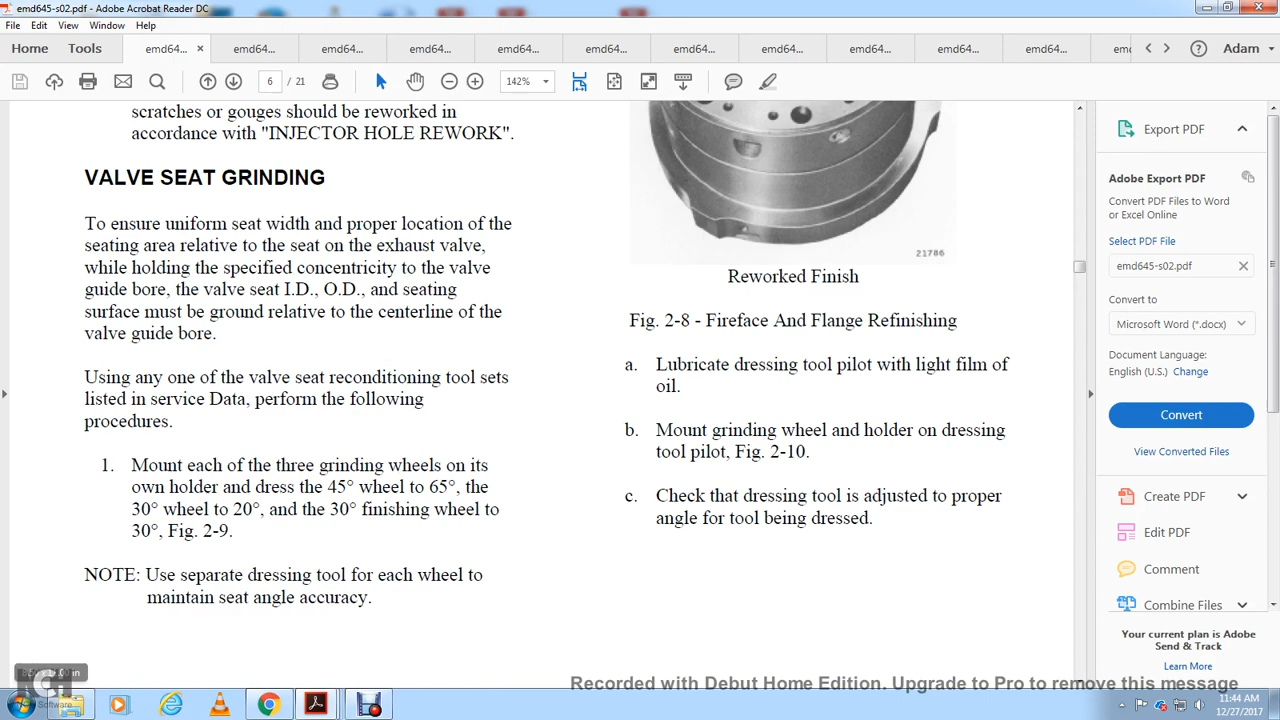 emd645-s02.pdf - Adobe Acrobat Reader DC
File Edit View Window Help
Home Tools emd64... × emd64... emd64... emd64... emd64... emd64... emd64... emd64... emd64... emd64... emd64... Adam
6 / 21 142%
scratches or gouges should be reworked in
accordance with "INJECTOR HOLE REWORK".
VALVE SEAT GRINDING
To ensure uniform seat width and proper location of the
seating area relative to the seat on the exhaust valve,
while holding the specified concentricity to the valve
guide bore, the valve seat I.D., O.D., and seating
surface must be ground relative to the centerline of the
valve guide bore.
Using any one of the valve seat reconditioning tool sets
listed in service Data, perform the following
procedures.
1. Mount each of the three grinding wheels on its
own holder and dress the 45° wheel to 65°, the
30° wheel to 20°, and the 30° finishing wheel to
30°, Fig. 2-9.
NOTE: Use separate dressing tool for each wheel to
maintain seat angle accuracy.
21786
Reworked Finish
Fig. 2-8 - Fireface And Flange Refinishing
a. Lubricate dressing tool pilot with light film of
oil.
b. Mount grinding wheel and holder on dressing
tool pilot, Fig. 2-10.
c. Check that dressing tool is adjusted to proper
angle for tool being dressed.
Export PDF
Adobe Export PDF
Convert PDF Files to Word
or Excel Online
Select PDF File
emd645-s02.pdf
Convert to
Microsoft Word (*.docx)
Document Language:
English (U.S.) Change
Convert
View Converted Files
Create PDF
Edit PDF
Comment
Combine Files
Your current plan is Adobe
Send & Track
Learn More
Recorded with Debut Home Edition. Upgrade to Pro to remove this message
11:44 AM
12/27/2017